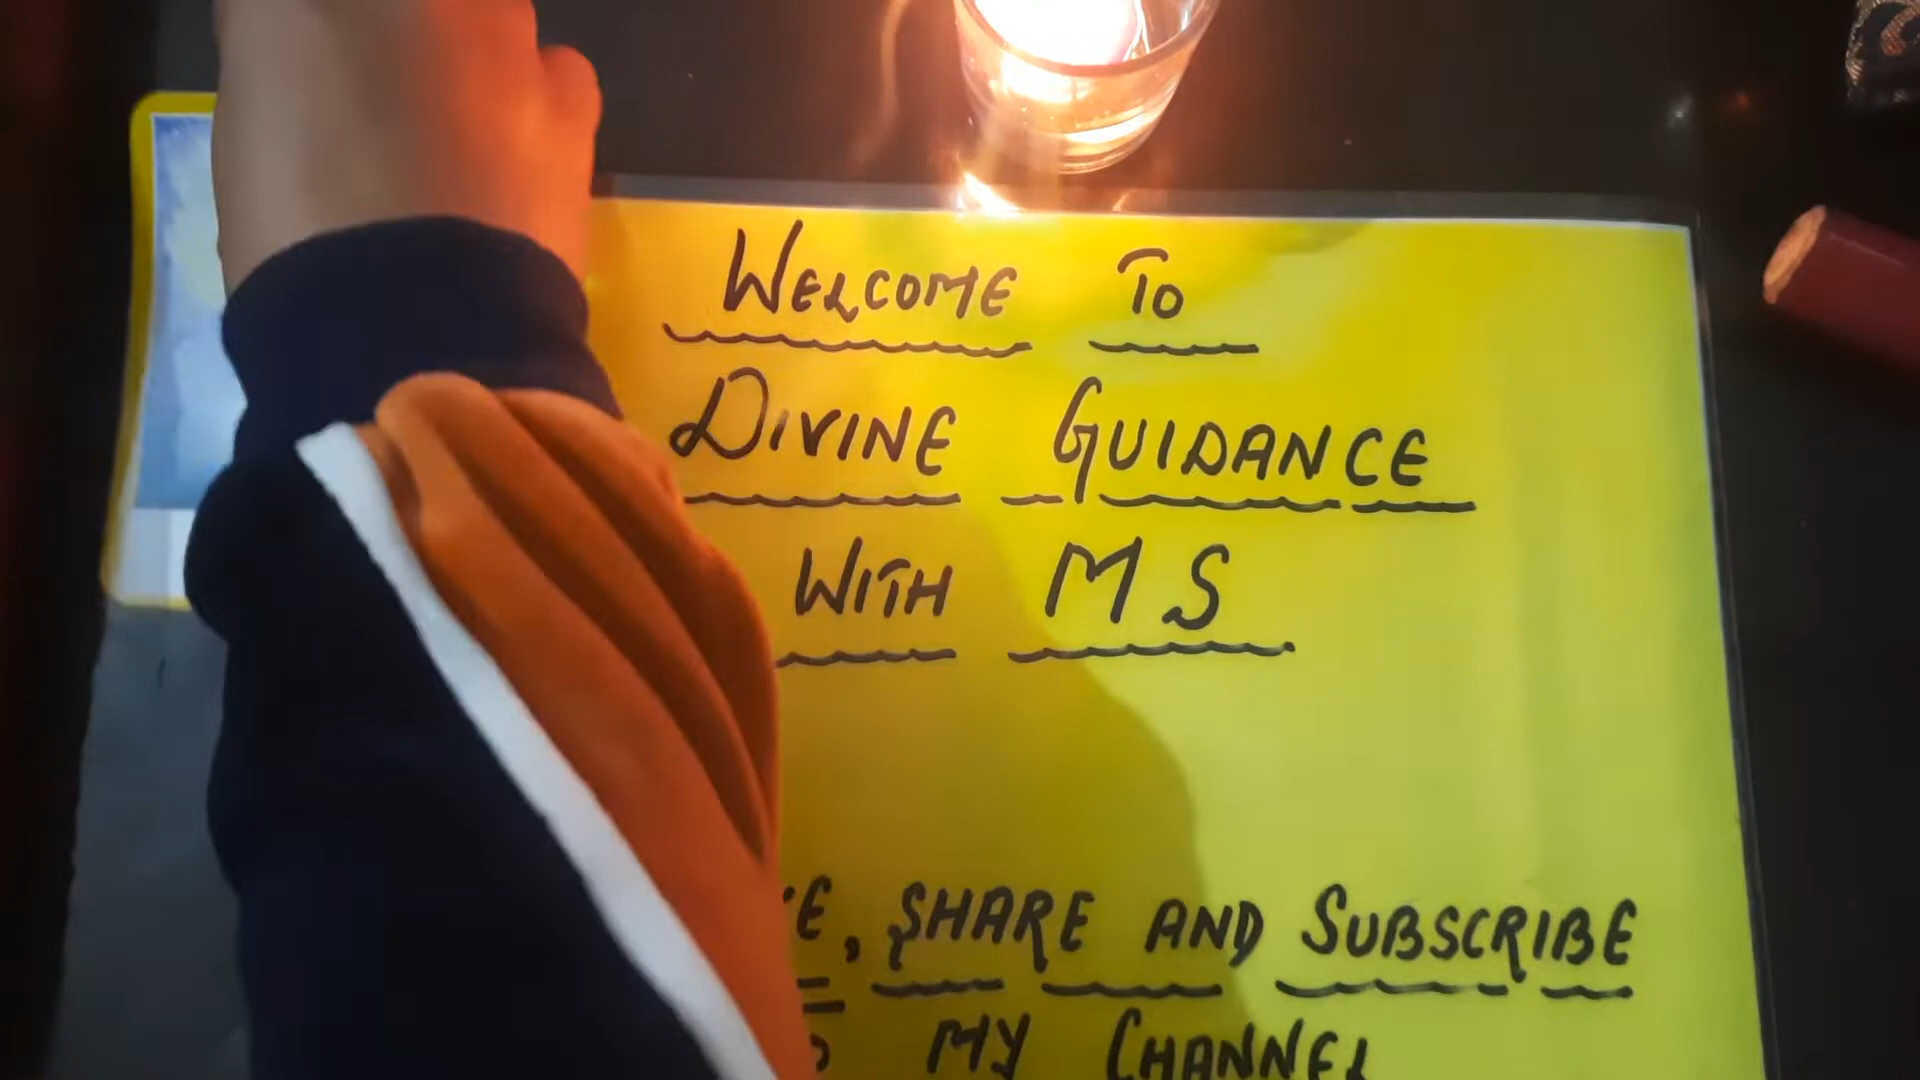 WELCOME TO
DIVINE GUIDANCE
WITH MS
, SHARE AND SUBSCRIBE
MY CHANNEL